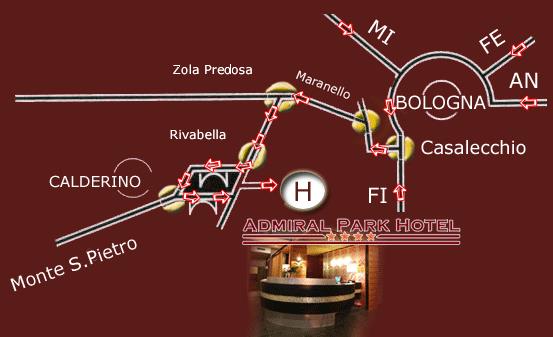 MI
FE
Zola Predosa
Maranello
AN
BOLOGNA
Rivabella
Casalecchio
CALDERINO
H
FI
ADMIRAL PARK HOTEL
Monte S.Pietro